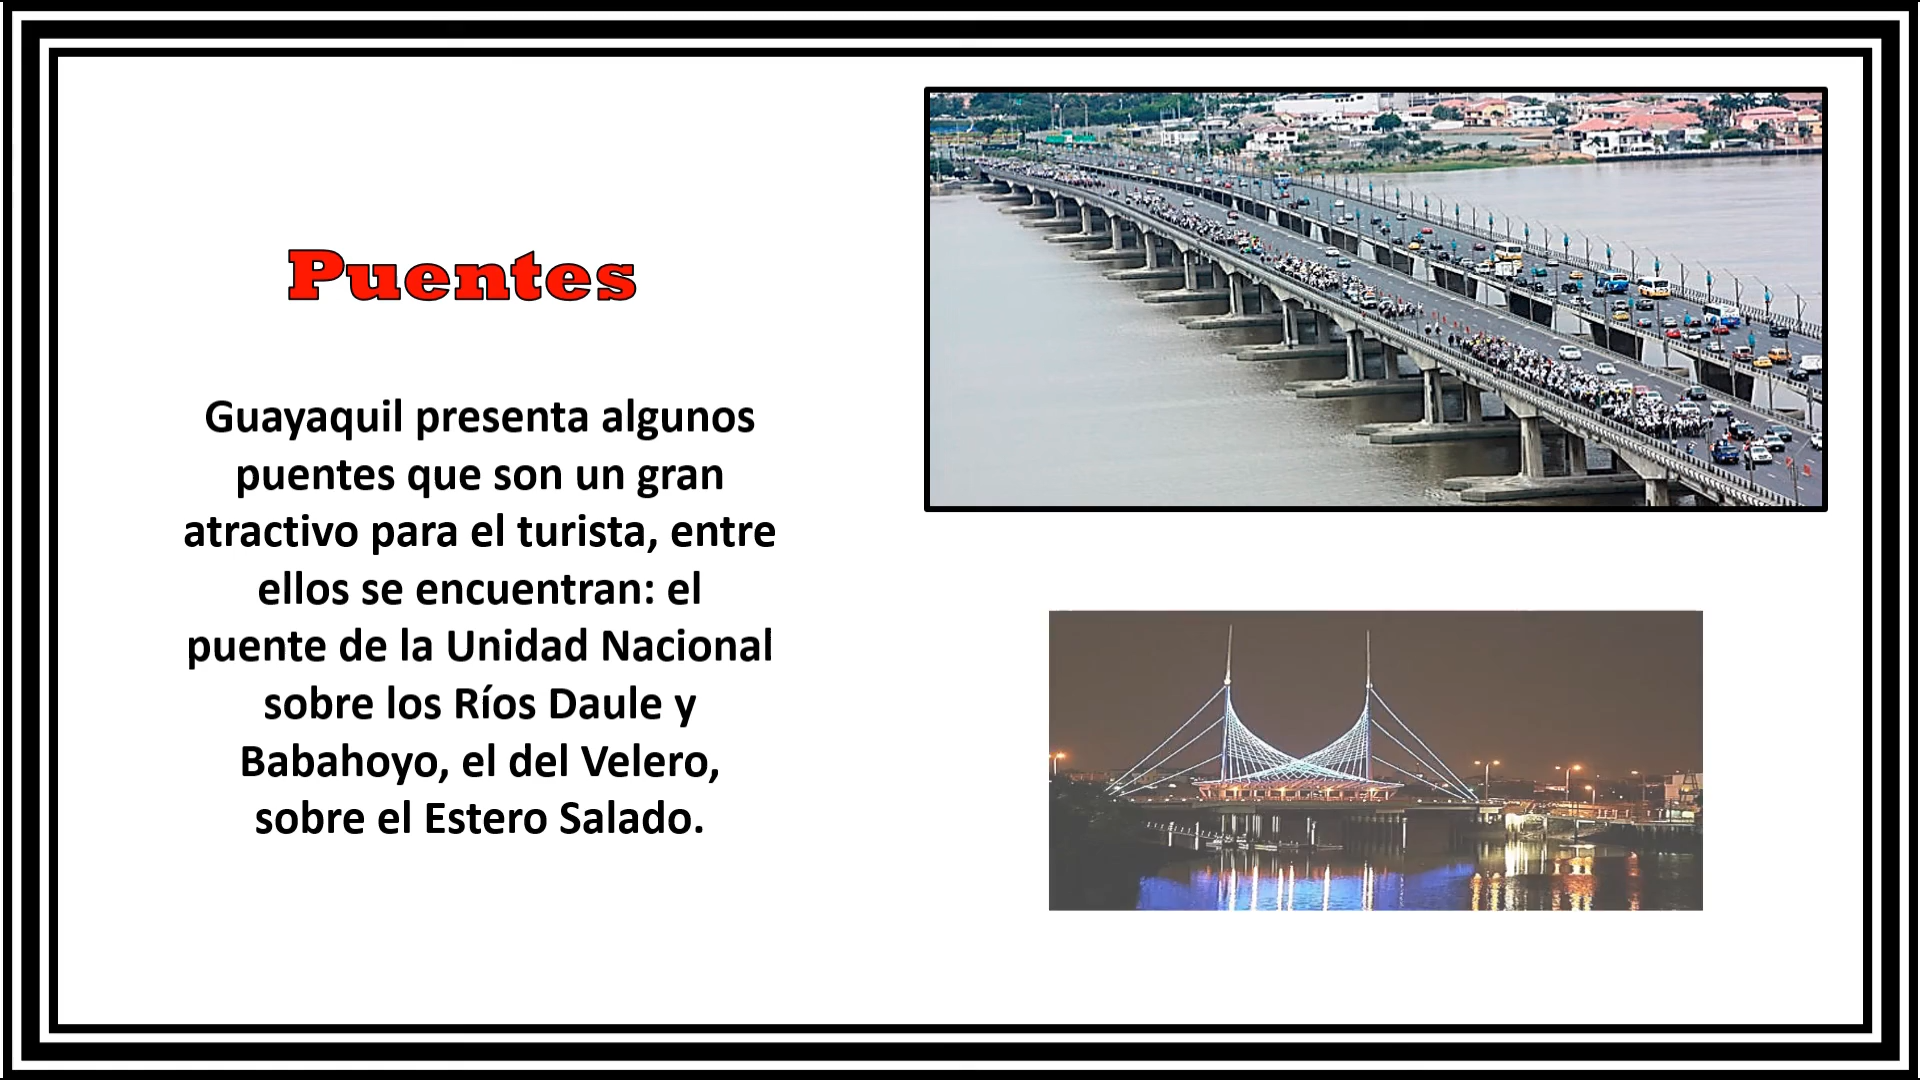 Puentes
Guayaquil presenta algunos
puentes que son un gran
atractivo para el turista, entre
ellos se encuentran: el
puente de la Unidad Nacional
sobre los Ríos Daule y
Babahoyo, el del Velero,
sobre el Estero Salado.